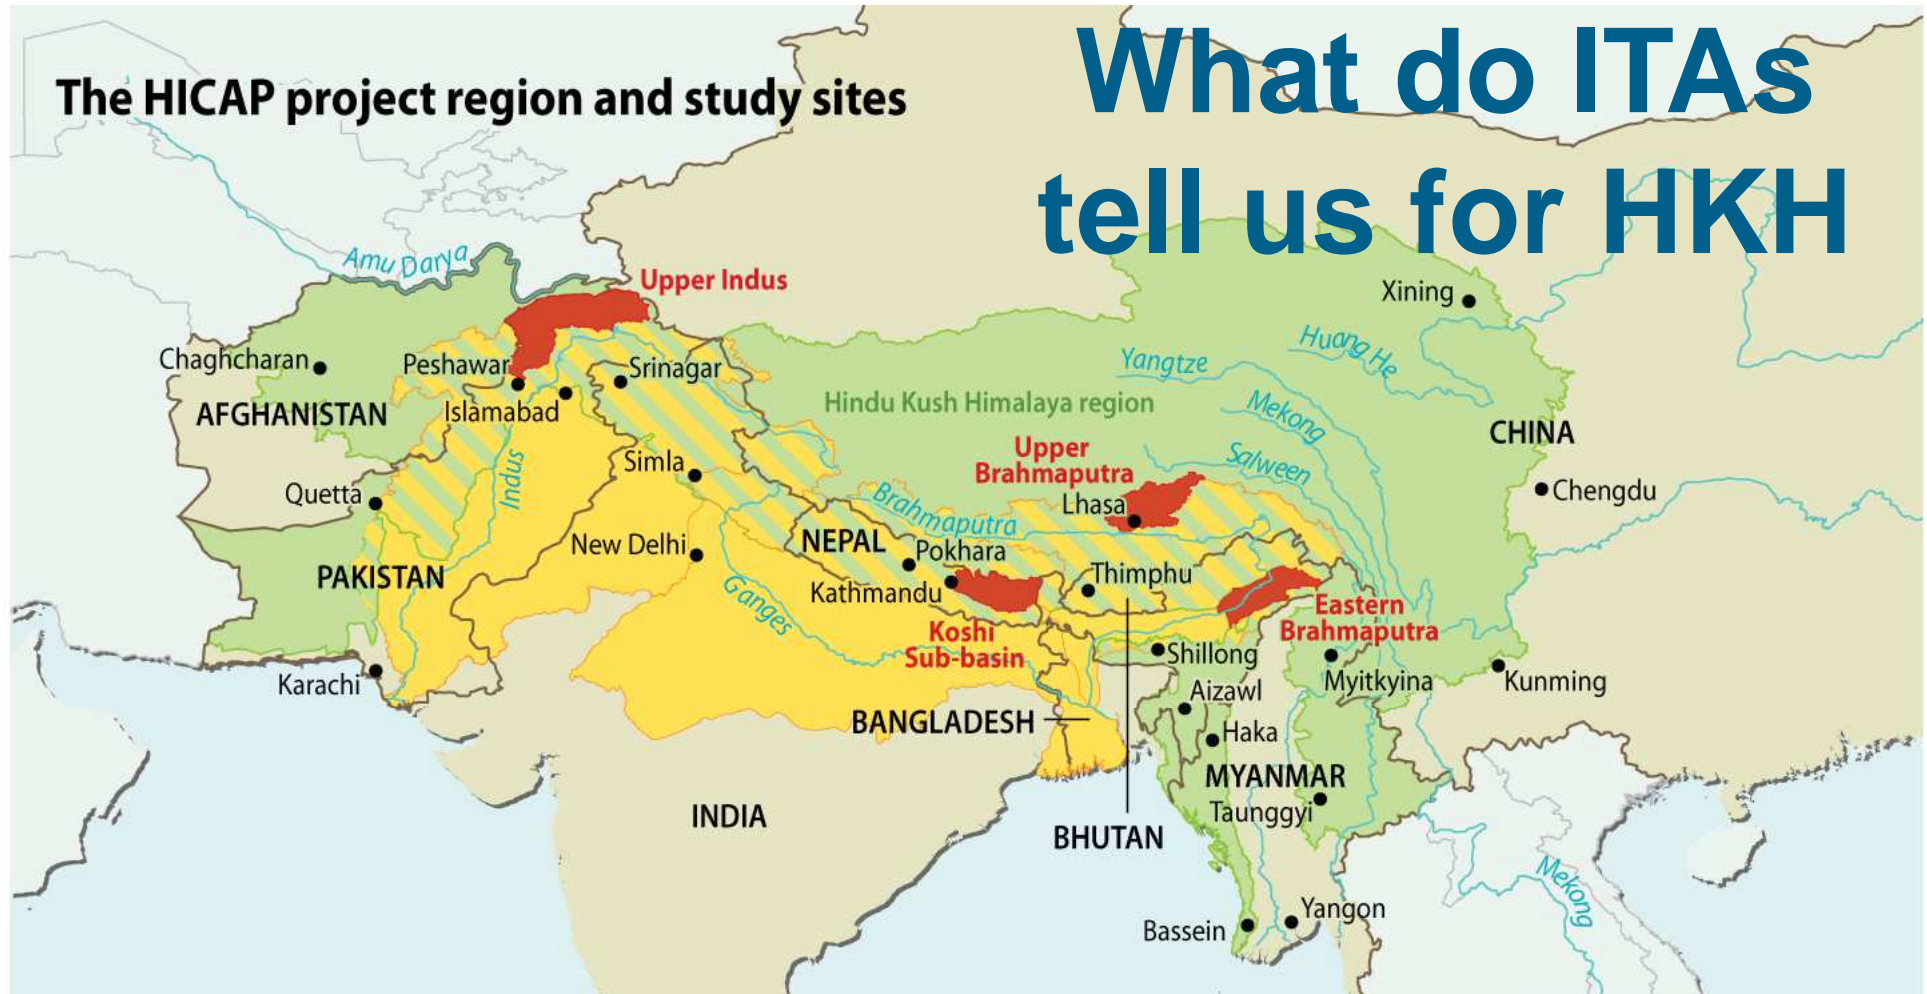 What do ITAs
tell us for HKH
The HICAP project region and study sites
Amu Darya
Upper Indus
Xining
Huang He
Yangtze
Chaghcharan
Peshawar
Srinagar
AFGHANISTAN
Islamabad
Hindu Kush Himalaya region
Mekong
CHINA
Upper
Brahmaputra
Salween
Simla
Indus
Quetta
Lhasa
Chengdu
Brahmaputra
New Delhi
NEPAL
Pokhara
PAKISTAN
Thimphu
Kathmandu
Ganges
Koshi
Sub-basin
Eastern
Brahmaputra
Shillong
Karachi
Myitkyina
Kunming
Aizawl
BANGLADESH
Haka
MYANMAR
INDIA
Taunggyi
BHUTAN
Mekong
Yangon
Bassein